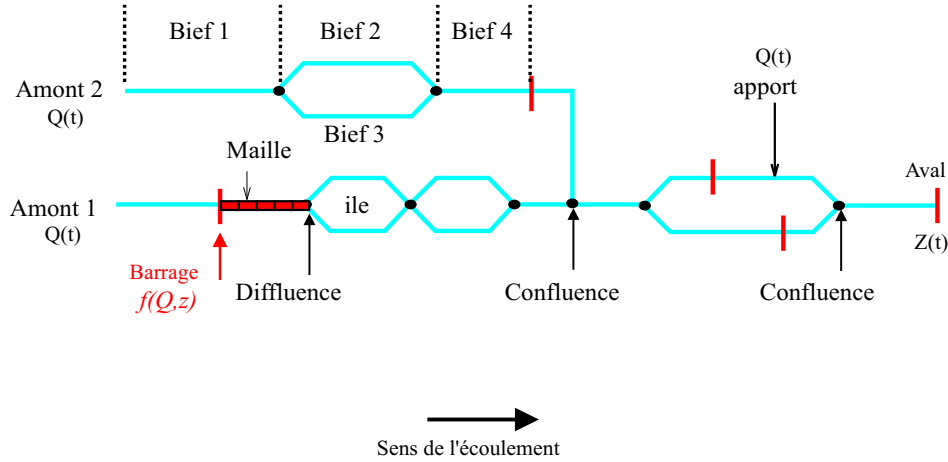 Bief 1
Bief 2
Bief 4
Amont 2
Q(t)
Q(t)
apport
Bief 3
Maille
Amont 1
Q(t)
ile
Aval
Z(t)
Barrage
f(Q,z)
Diffluence
Confluence
Confluence
Sens de l'écoulement